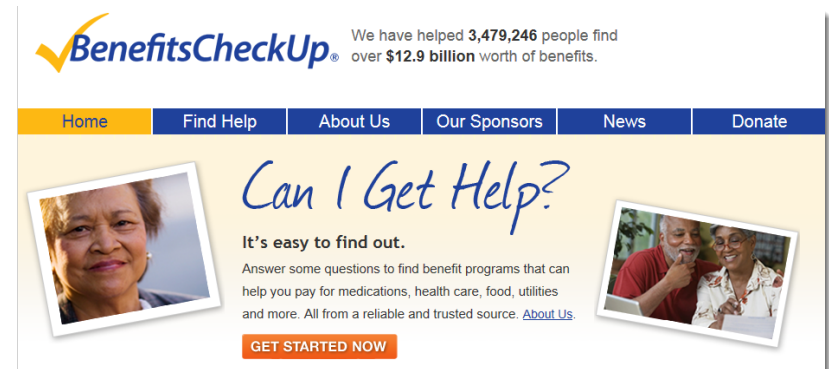 BenefitsCheckUp®
We have helped 3,479,246 people find
over $12.9 billion worth of benefits.
Home Find Help About Us Our Sponsors News Donate
Can I Get Help?
It's easy to find out.
Answer some questions to find benefit programs that can
help you pay for medications, health care, food, utilities
and more. All from a reliable and trusted source. About Us.
GET STARTED NOW